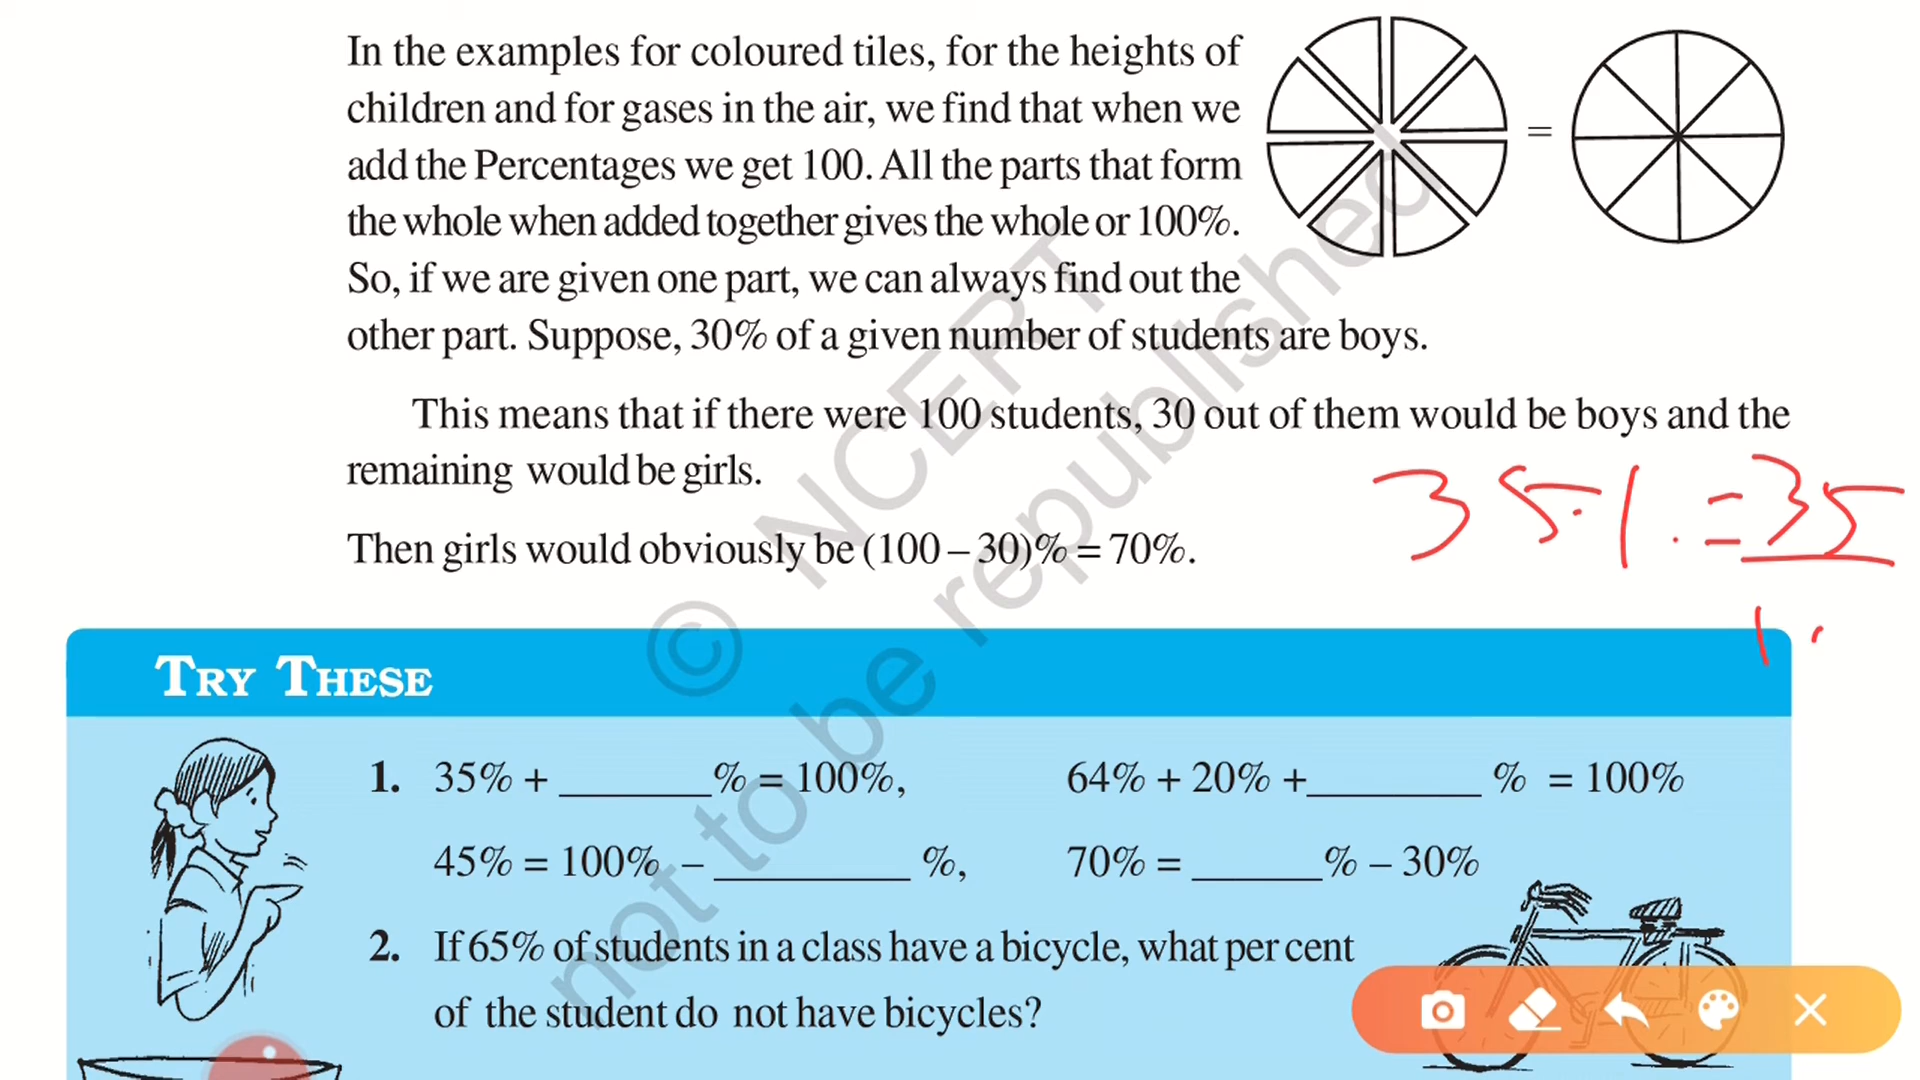 In the examples for coloured tiles, for the heights of
children and for gases in the air, we find that when we
add the Percentages we get 100. All the parts that form
the whole when added together gives the whole or 100%.
So, if we are given one part, we can always find out the
other part. Suppose, 30% of a given number of students are boys.
=
This means that if there were 100 students, 30 out of them would be boys and the
remaining would be girls.
Then girls would obviously be (100 – 30)% = 70%.
35% = 35
1
© NCERT
not to be republished
TRY THESE
1. 35% + _______% = 100%, 64% + 20% +________ % = 100%
45% = 100% – _________ %, 70% = ______% – 30%
2. If 65% of students in a class have a bicycle, what per cent
of the student do not have bicycles?